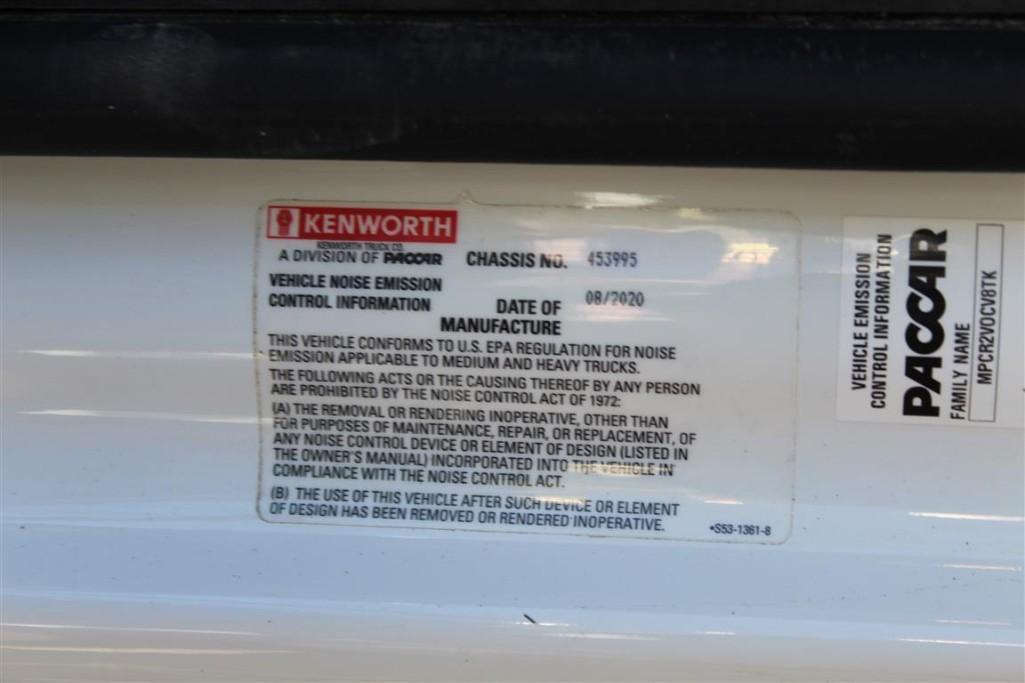 KENWORTH
KENWORTH TRUCK CO.
A DIVISION OF PACCAR
CHASSIS NO. 453995
VEHICLE NOISE EMISSION
CONTROL INFORMATION
DATE OF
MANUFACTURE
08/2020
THIS VEHICLE CONFORMS TO U.S. EPA REGULATION FOR NOISE
EMISSION APPLICABLE TO MEDIUM AND HEAVY TRUCKS.
THE FOLLOWING ACTS OR THE CAUSING THEREOF BY ANY PERSON
ARE PROHIBITED BY THE NOISE CONTROL ACT OF 1972:
(A) THE REMOVAL OR RENDERING INOPERATIVE, OTHER THAN
FOR PURPOSES OF MAINTENANCE, REPAIR, OR REPLACEMENT, OF
ANY NOISE CONTROL DEVICE OR ELEMENT OF DESIGN (LISTED IN
THE OWNER'S MANUAL) INCORPORATED INTO THE VEHICLE IN
COMPLIANCE WITH THE NOISE CONTROL ACT.
(B) THE USE OF THIS VEHICLE AFTER SUCH DEVICE OR ELEMENT
OF DESIGN HAS BEEN REMOVED OR RENDERED INOPERATIVE.
*S53-1361-8
VEHICLE EMISSION
CONTROL INFORMATION
PACCAR
FAMILY NAME
MPCR2VOCV8TK